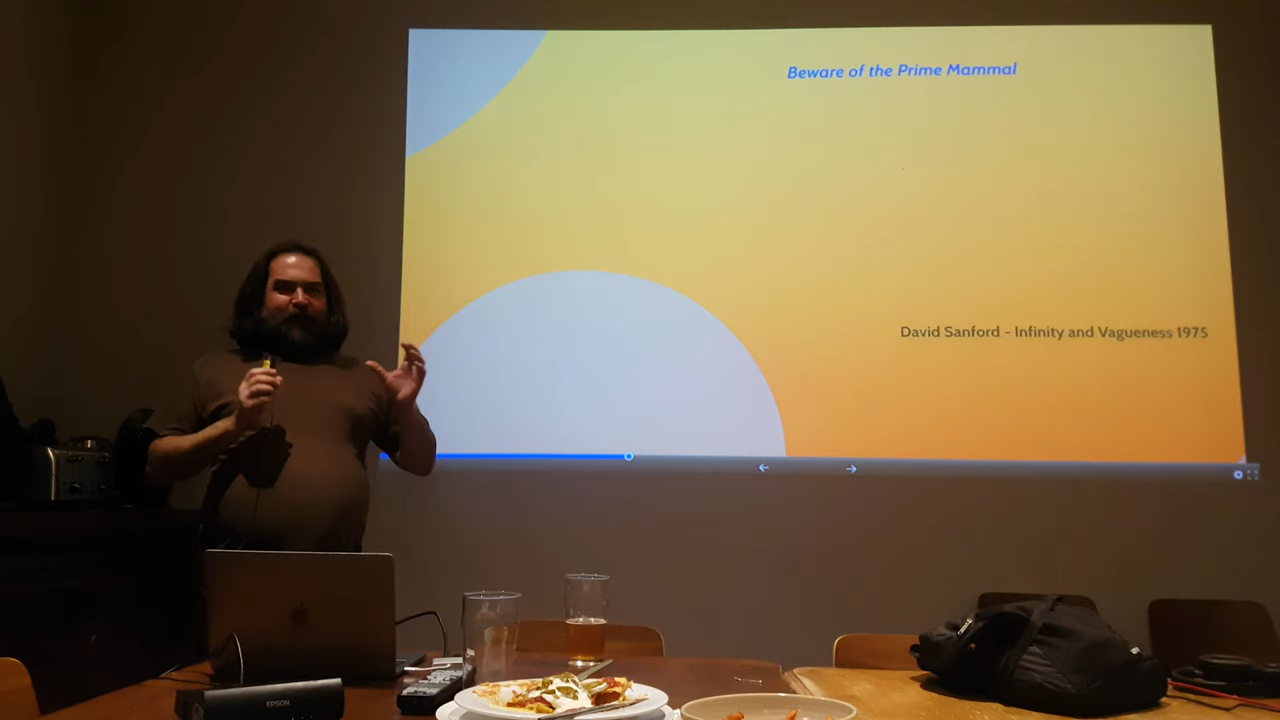 Beware of the Prime Mammal
David Sanford - Infinity and Vagueness 1975
EPSON